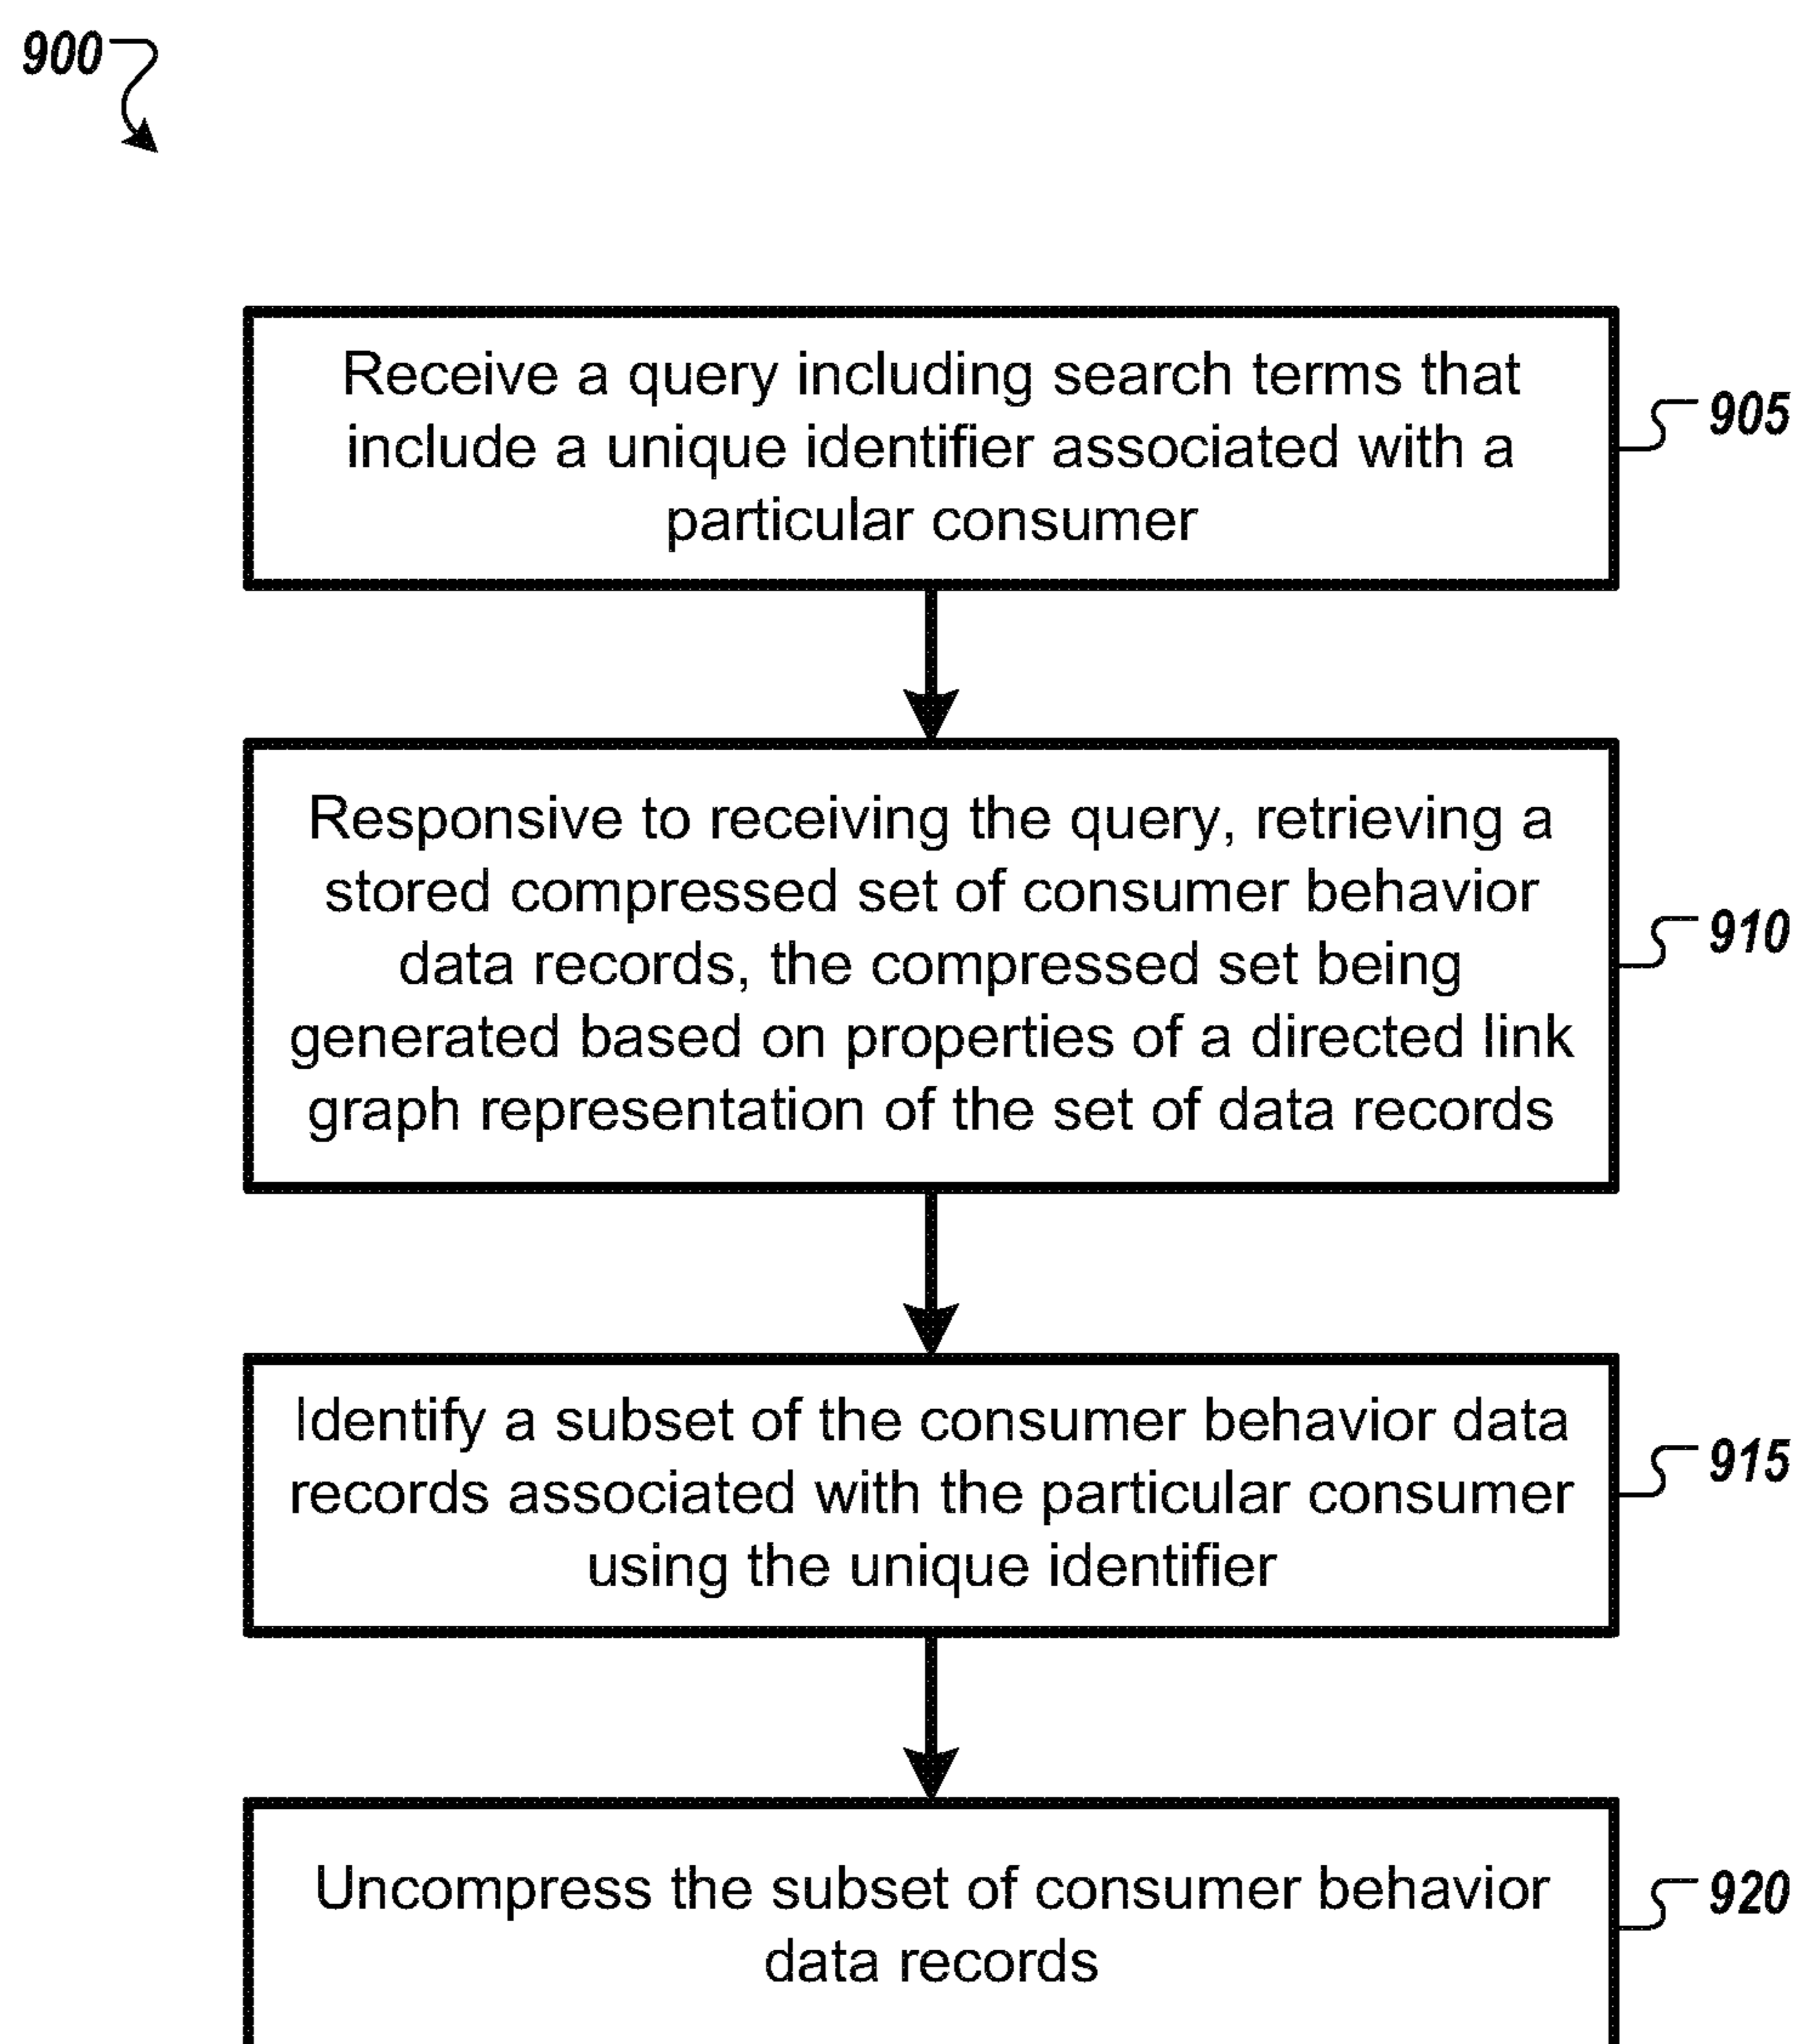 900
Receive a query including search terms that
include a unique identifier associated with a
particular consumer
905
Responsive to receiving the query, retrieving a
stored compressed set of consumer behavior
data records, the compressed set being
generated based on properties of a directed link
graph representation of the set of data records
910
Identify a subset of the consumer behavior data
records associated with the particular consumer
using the unique identifier
915
Uncompress the subset of consumer behavior
data records
920